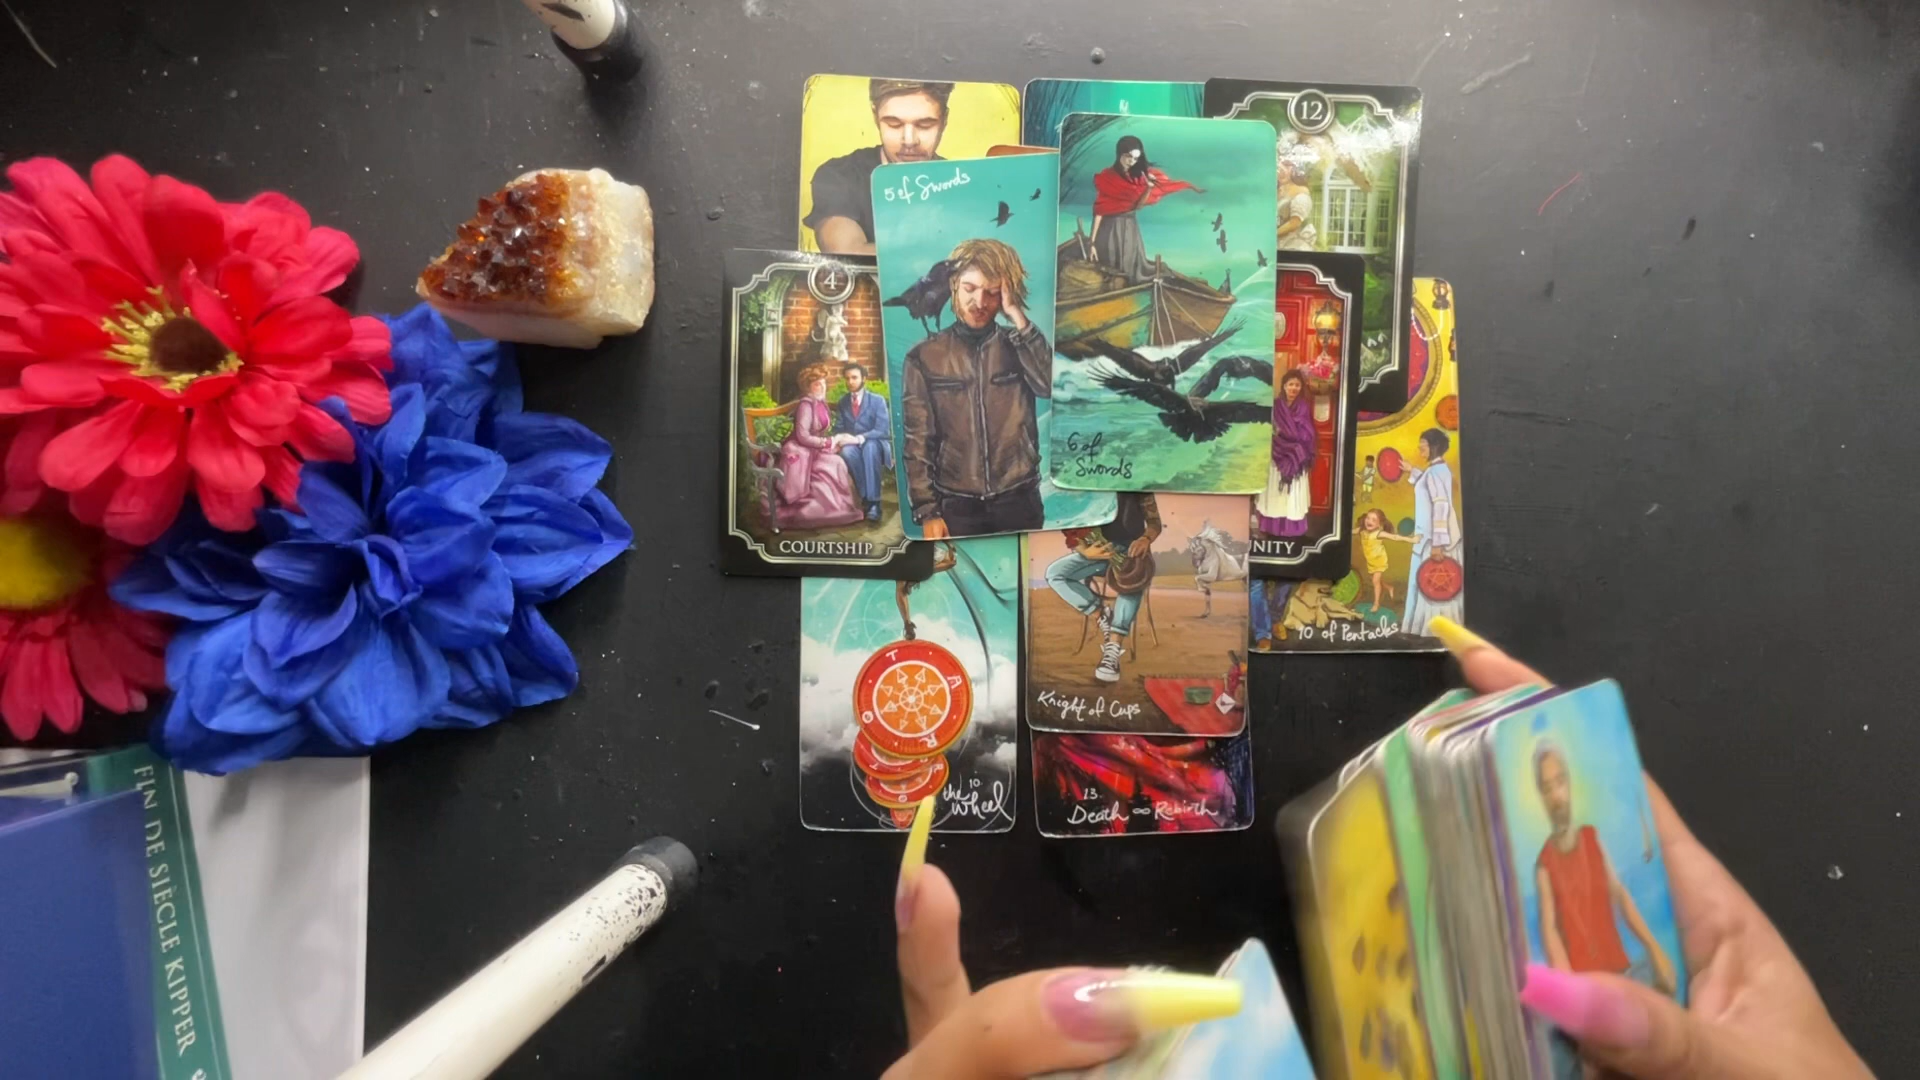 12
5 of Swords
4
6 of
Swords
COURTSHIP
NITY
10 of Pentacles
Knight of Cups
T
A
R
O
10
the
Wheel
13
Death ∞ Rebirth
FIN DE SIÈCLE KIPPER